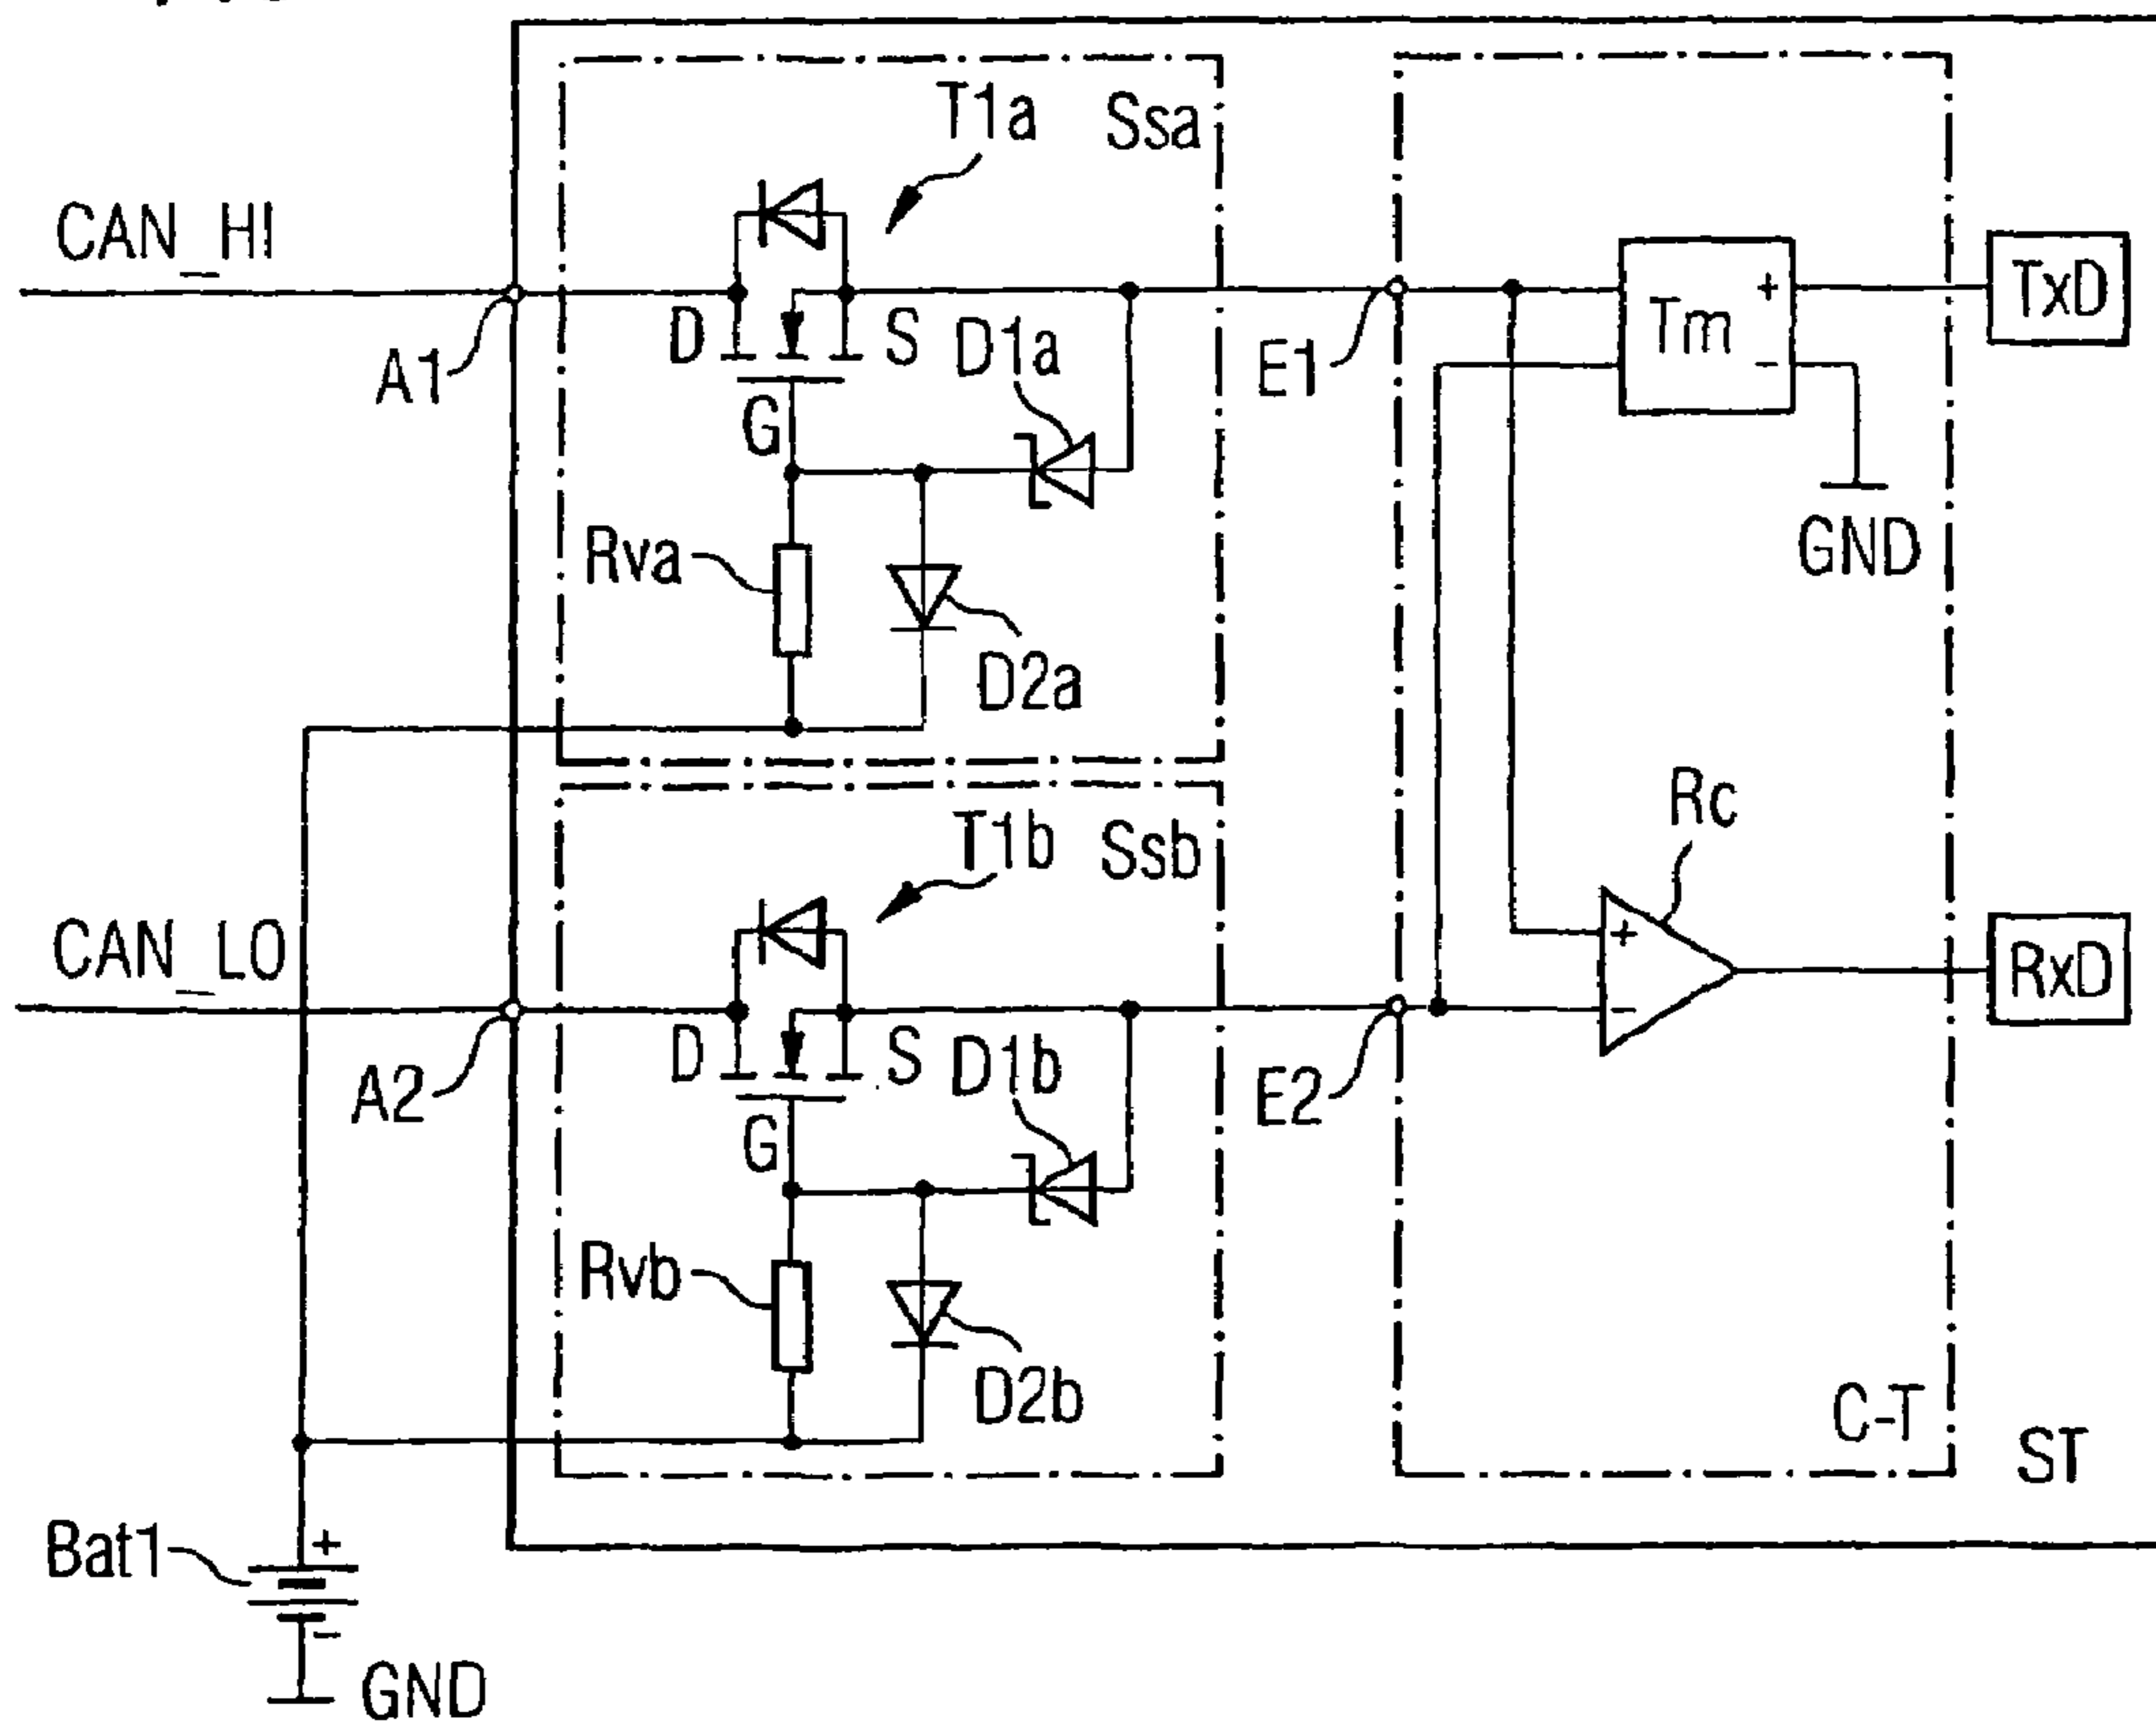 T1a Ssa
CAN_HI
TxD
Tm
+
-
D S D1a
A1
E1
G
GND
Rva
D2a
Rc
T1b Ssb
CAN_LO
+
-
RxD
D S D1b
A2
E2
G
Rvb
D2b
C-T
ST
Bat1
+
-
GND